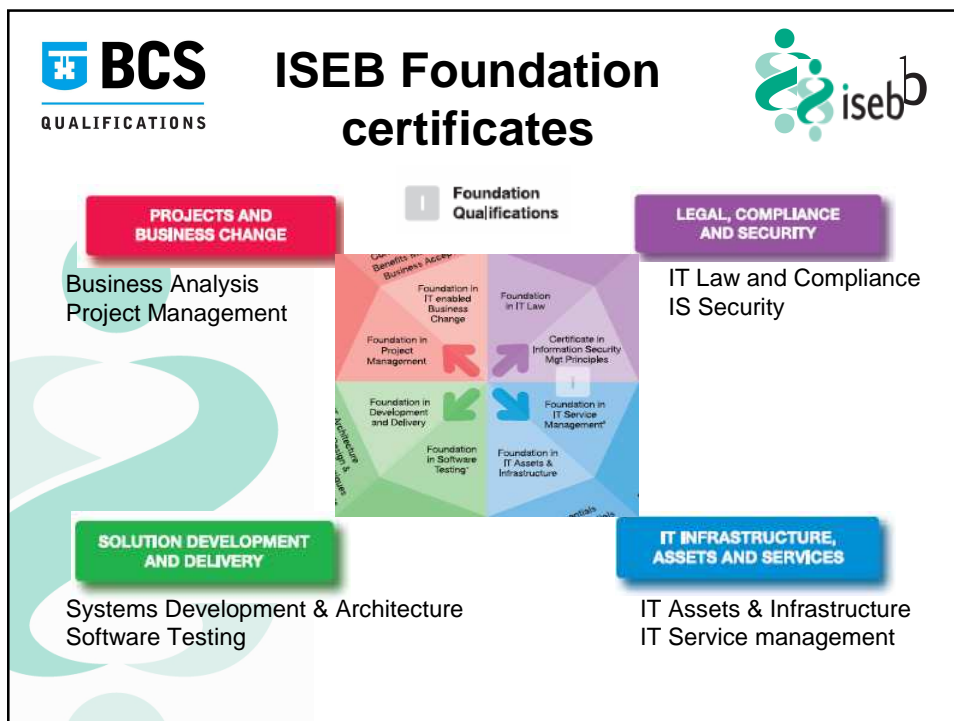 BCS
QUALIFICATIONS
ISEB Foundation
certificates
iseb
b
I
Foundation
Qualifications
PROJECTS AND
BUSINESS CHANGE
Business Analysis
Project Management
LEGAL, COMPLIANCE
AND SECURITY
IT Law and Compliance
IS Security
Benefits
Business
Foundation in
IT enabled
Business
Change
Foundation
in IT Law
Foundation in
Project
Management
Certificate in
Information Security
Mgt Principles
I
Foundation in
Development
and Delivery
Foundation in
IT Service
Management*
Foundation
in Software
Testing*
Foundation in
IT Assets &
Infrastructure
Architecture
SOLUTION DEVELOPMENT
AND DELIVERY
Systems Development & Architecture
Software Testing
IT INFRASTRUCTURE,
ASSETS AND SERVICES
IT Assets & Infrastructure
IT Service management